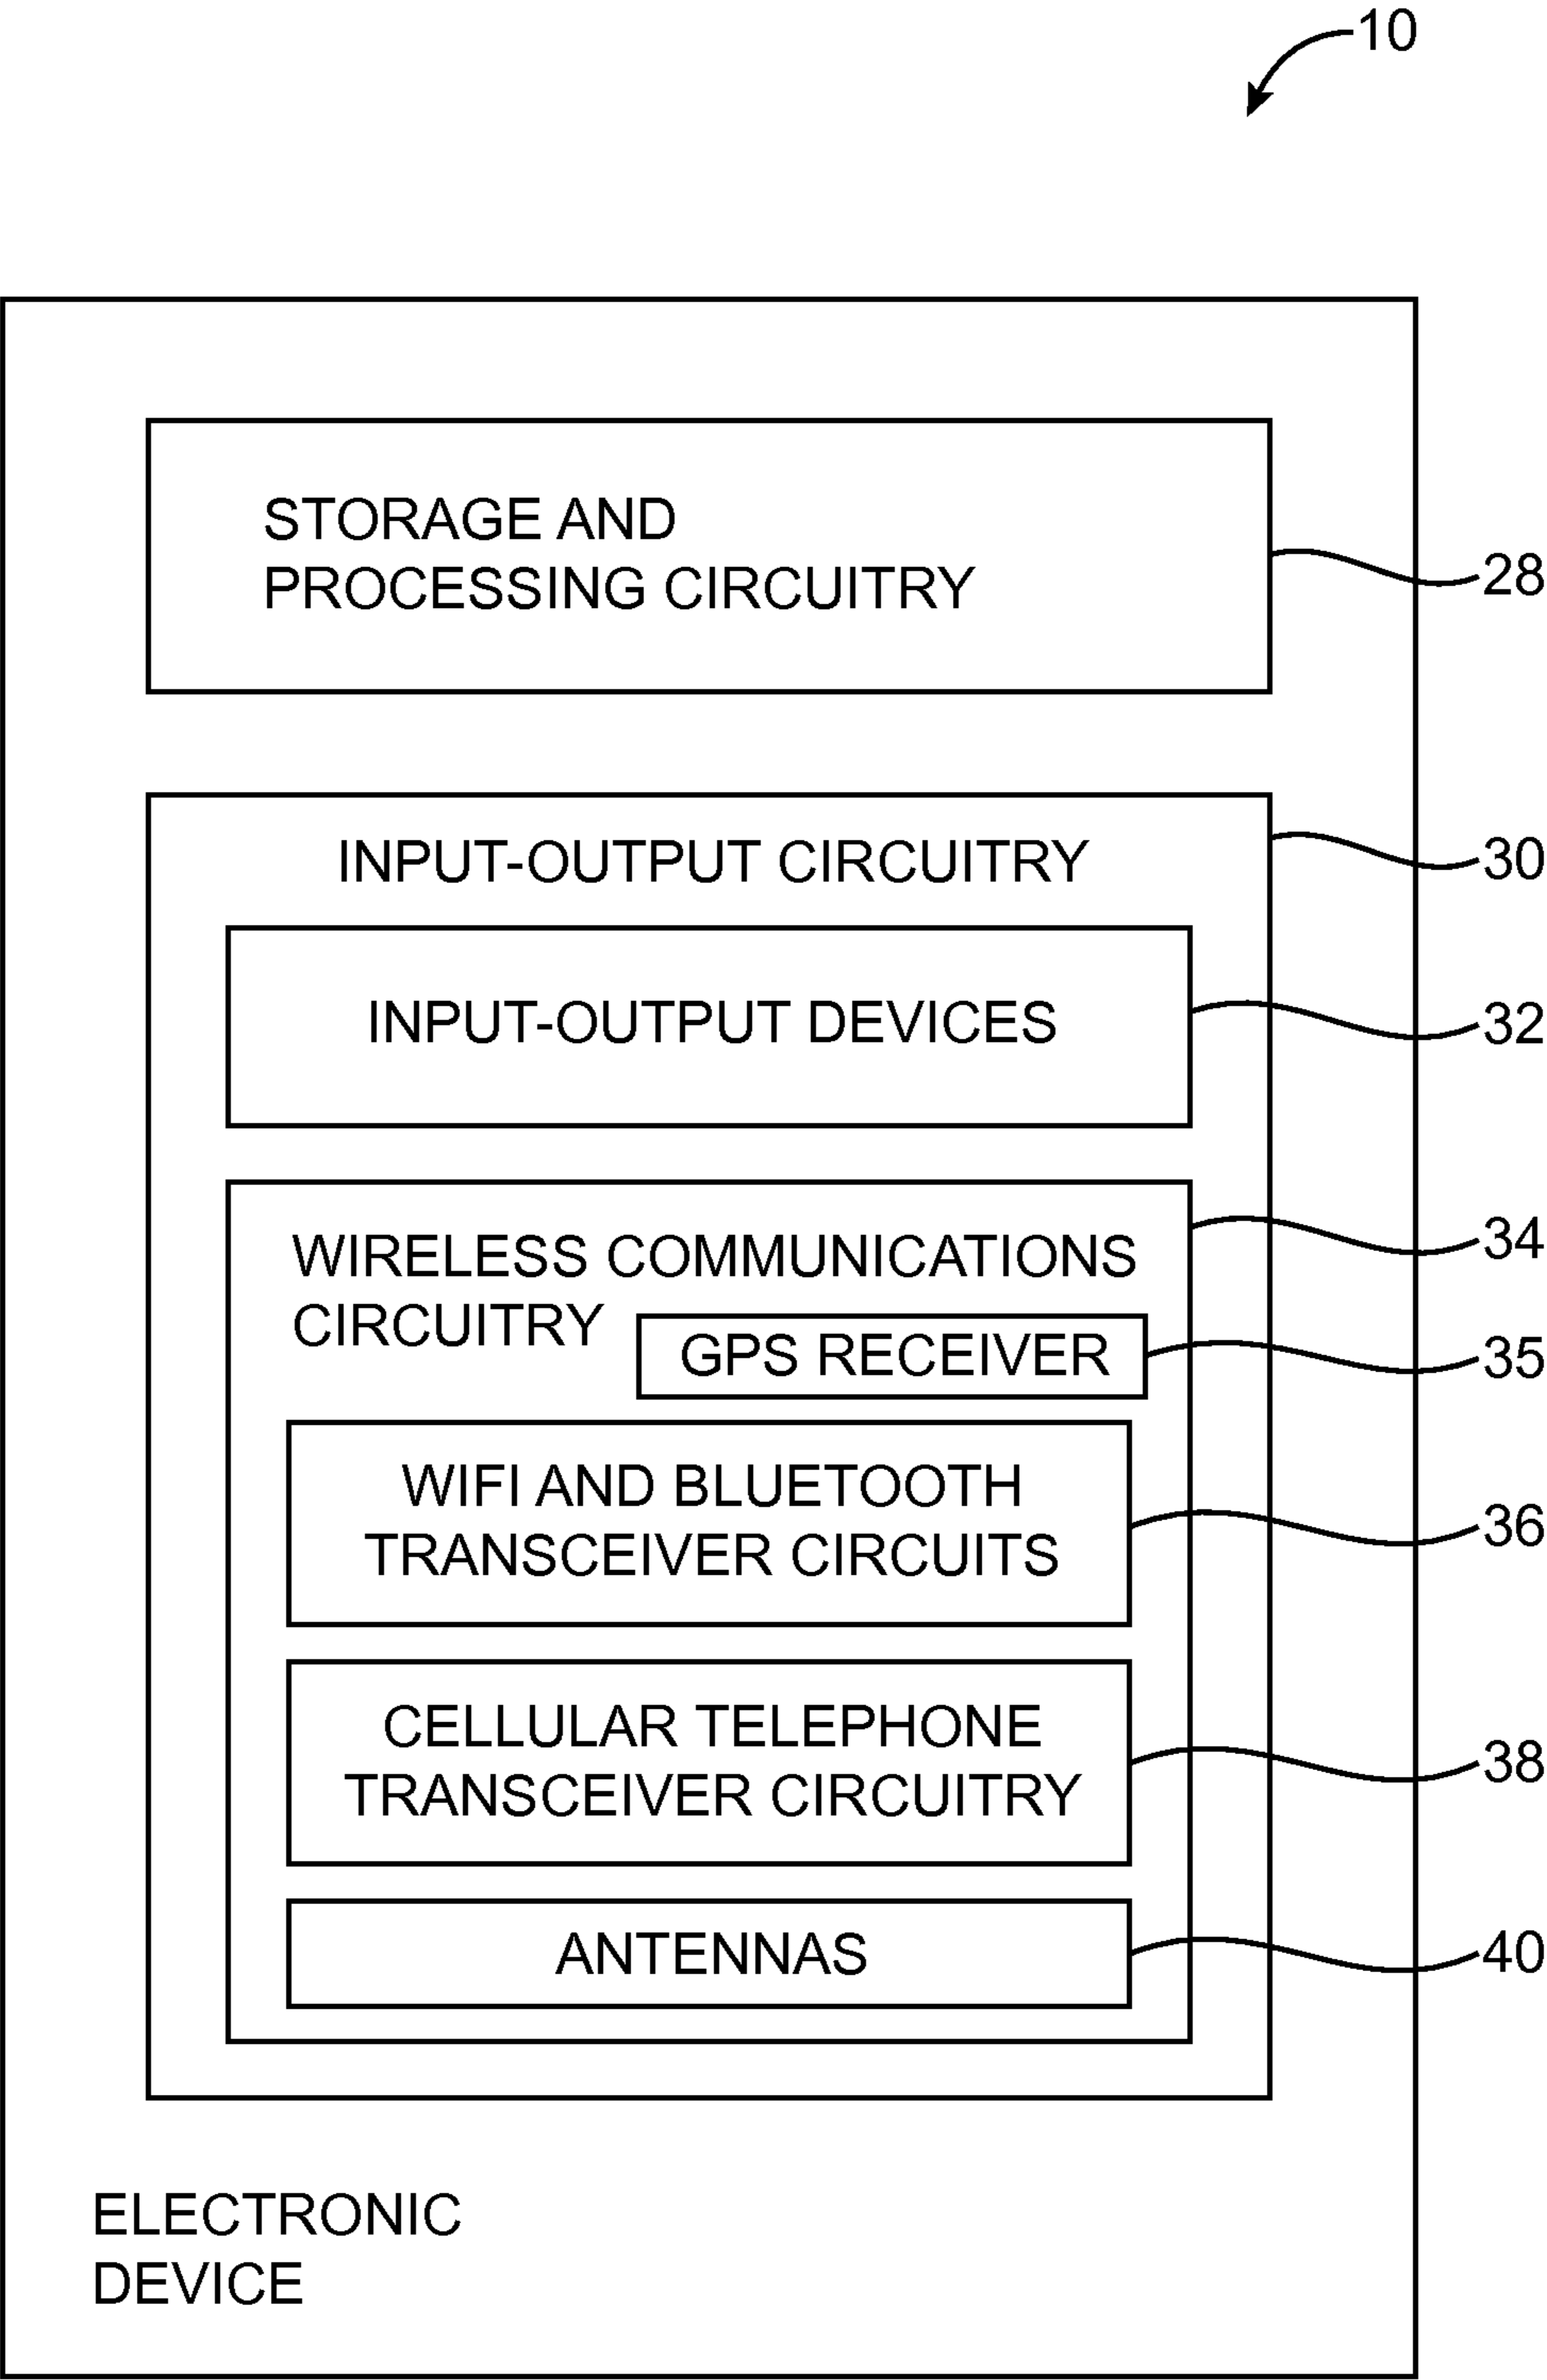 10
STORAGE AND
PROCESSING CIRCUITRY
28
INPUT-OUTPUT CIRCUITRY
30
INPUT-OUTPUT DEVICES
32
WIRELESS COMMUNICATIONS
CIRCUITRY
34
GPS RECEIVER
35
WIFI AND BLUETOOTH
TRANSCEIVER CIRCUITS
36
CELLULAR TELEPHONE
TRANSCEIVER CIRCUITRY
38
ANTENNAS
40
ELECTRONIC
DEVICE